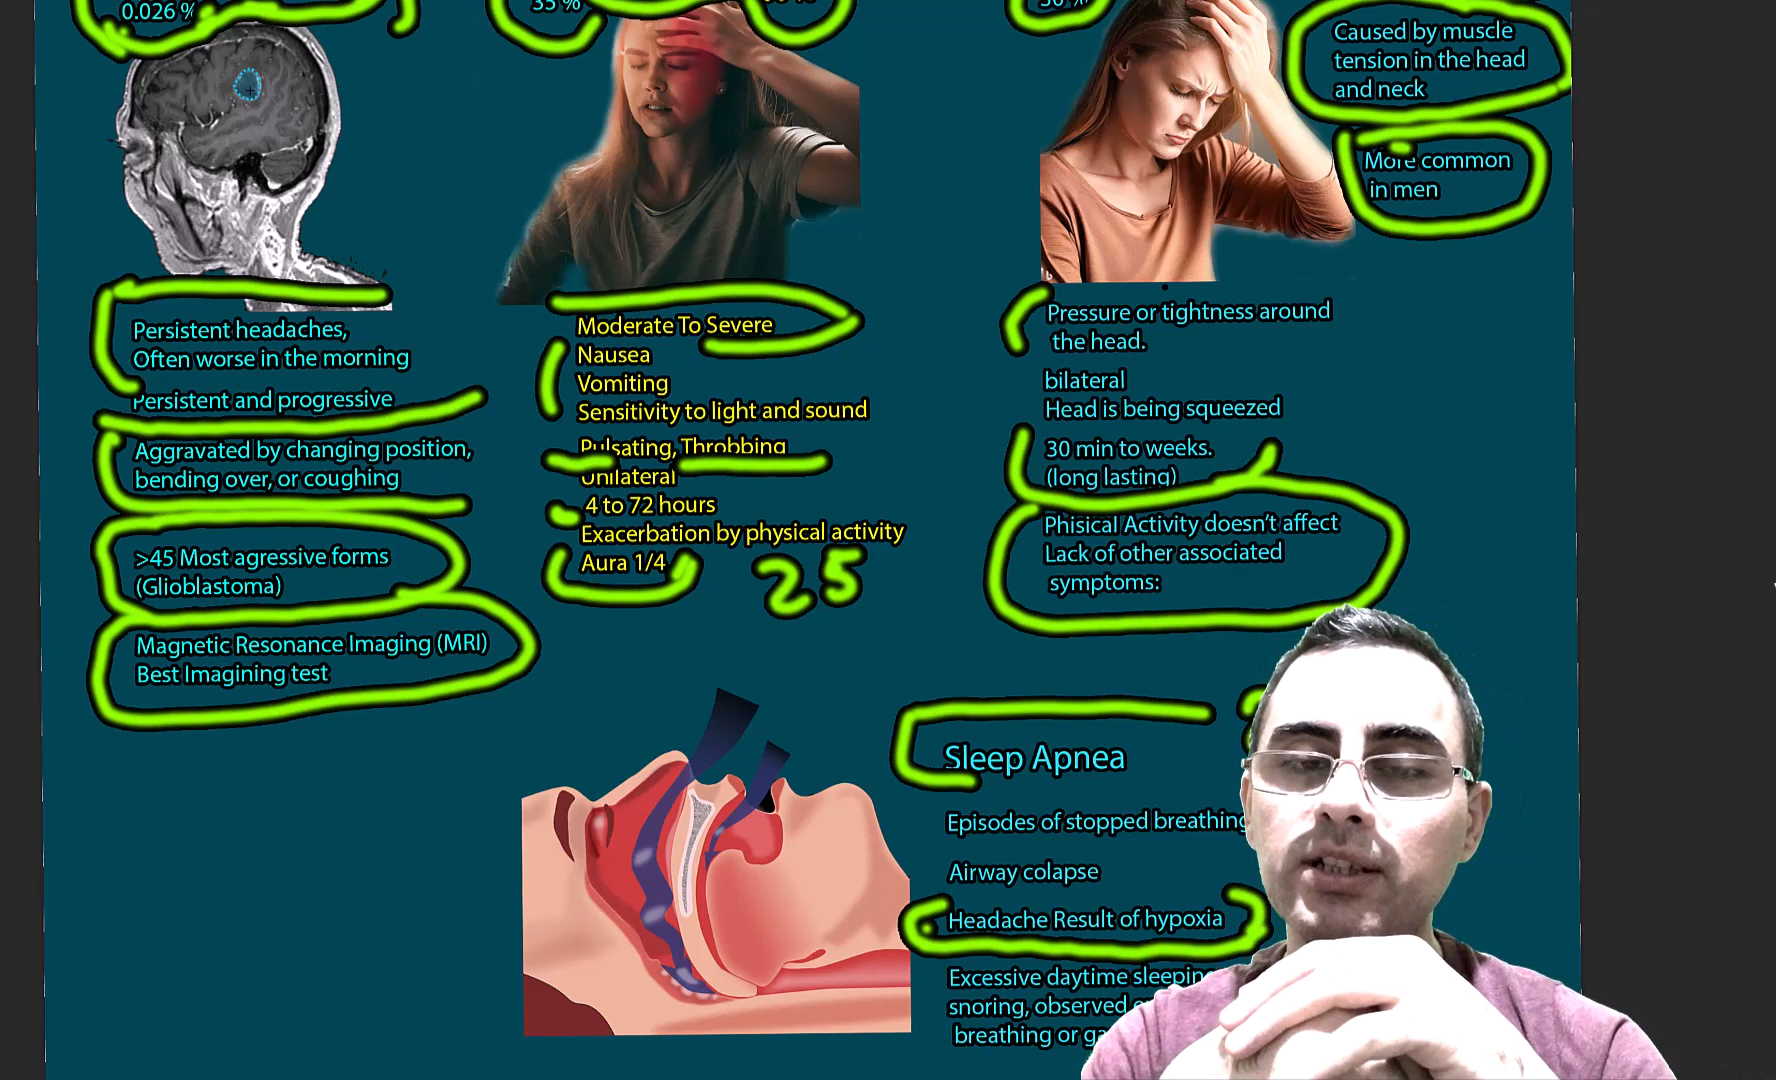 0.026 %
35 %
Caused by muscle
tension in the head
and neck
More common
in men
Persistent headaches,
Often worse in the morning
Persistent and progressive
Aggravated by changing position,
bending over, or coughing
>45 Most agressive forms
(Glioblastoma)
Magnetic Resonance Imaging (MRI)
Best Imagining test
Moderate To Severe
Nausea
Vomiting
Sensitivity to light and sound
Pulsating, Throbbing
Unilateral
4 to 72 hours
Exacerbation by physical activity
Aura 1/4
25
Pressure or tightness around
the head.
bilateral
Head is being squeezed
30 min to weeks.
(long lasting)
Phisical Activity doesn't affect
Lack of other associated
symptoms:
Sleep Apnea
Episodes of stopped breathing
Airway colapse
Headache Result of hypoxia
Excessive daytime
snoring, observed
breathing or